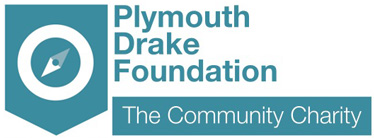 Plymouth
Drake
Foundation
The Community Charity